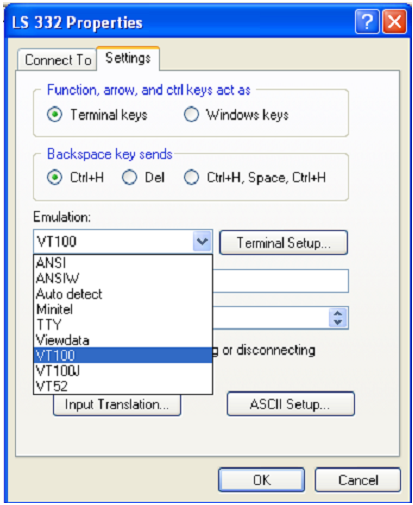 LS 332 Properties
Connect To Settings
Function, arrow, and ctrl keys act as
Terminal keys Windows keys
Backspace key sends
Ctrl+H Del Ctrl+H, Space, Ctrl+H
Emulation:
VT100 Terminal Setup...
ANSI
ANSIW
Auto detect
Minitel
TTY
Viewdata
VT100 or disconnecting
VT100J
VT52
Input Translation... ASCII Setup...
OK Cancel